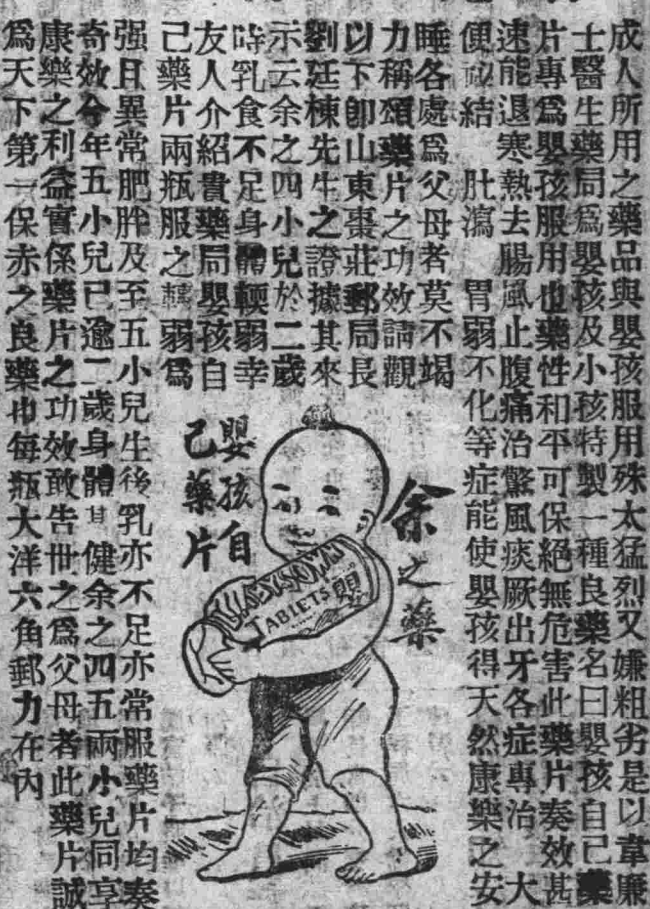 成人所用之藥品與嬰孩服用殊太猛烈又嫌粗劣是以韋廉
士醫生藥局爲嬰孩及小孩特製一種良藥名曰嬰孩自己藥
片專爲嬰孩服用也藥性和平可保絕無危害此藥片奏效甚
速能退寒熱去腸風止腹痛治驚風痰厥出牙各症專治 大
便祕結 肚瀉 胃弱不化等症能使嬰孩得天然康樂之安
睡各處爲父母者莫不竭
力稱頌藥片之功效請觀
以下卽山東棗莊郵局長
劉廷棟先生之證據其來
示云余之四小兒於二歲
時乳食不足身體輭弱幸
友人介紹貴藥局嬰孩自
己藥片兩瓶服之轉弱爲
强日異常肥胖及至五小兒生後乳亦不足亦常服藥片均奏
奇效今年五小兒已逾二歲身體甚健余之四五兩小兒同享
康樂之利益實係藥片之功效敢告世之爲父母者此藥片誠
爲天下第一保赤之良藥也每瓶大洋六角郵力在內
余之藥
嬰孩自
己藥片
TABLETS 嬰